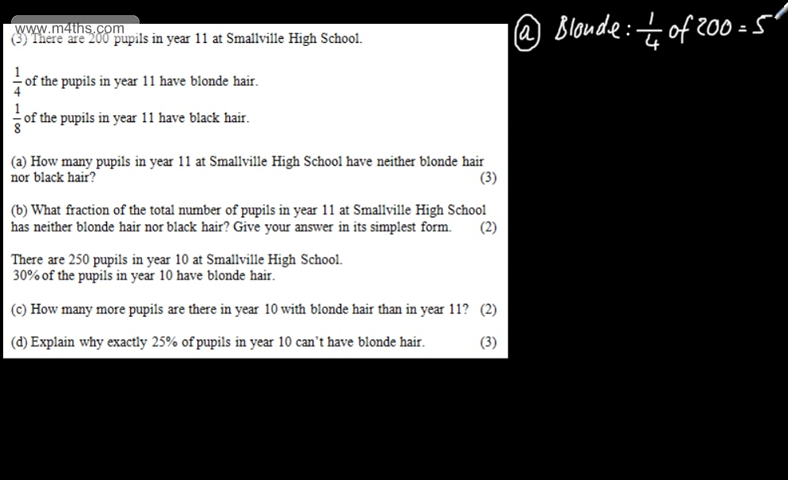 www.m4ths.com
(3) There are 200 pupils in year 11 at Smallville High School.
1/4 of the pupils in year 11 have blonde hair.
1/8 of the pupils in year 11 have black hair.
(a) How many pupils in year 11 at Smallville High School have neither blonde hair
nor black hair? (3)
(b) What fraction of the total number of pupils in year 11 at Smallville High School
has neither blonde hair nor black hair? Give your answer in its simplest form. (2)
There are 250 pupils in year 10 at Smallville High School.
30% of the pupils in year 10 have blonde hair.
(c) How many more pupils are there in year 10 with blonde hair than in year 11? (2)
(d) Explain why exactly 25% of pupils in year 10 can't have blonde hair. (3)
(a) Blonde: 1/4 of 200 = 5